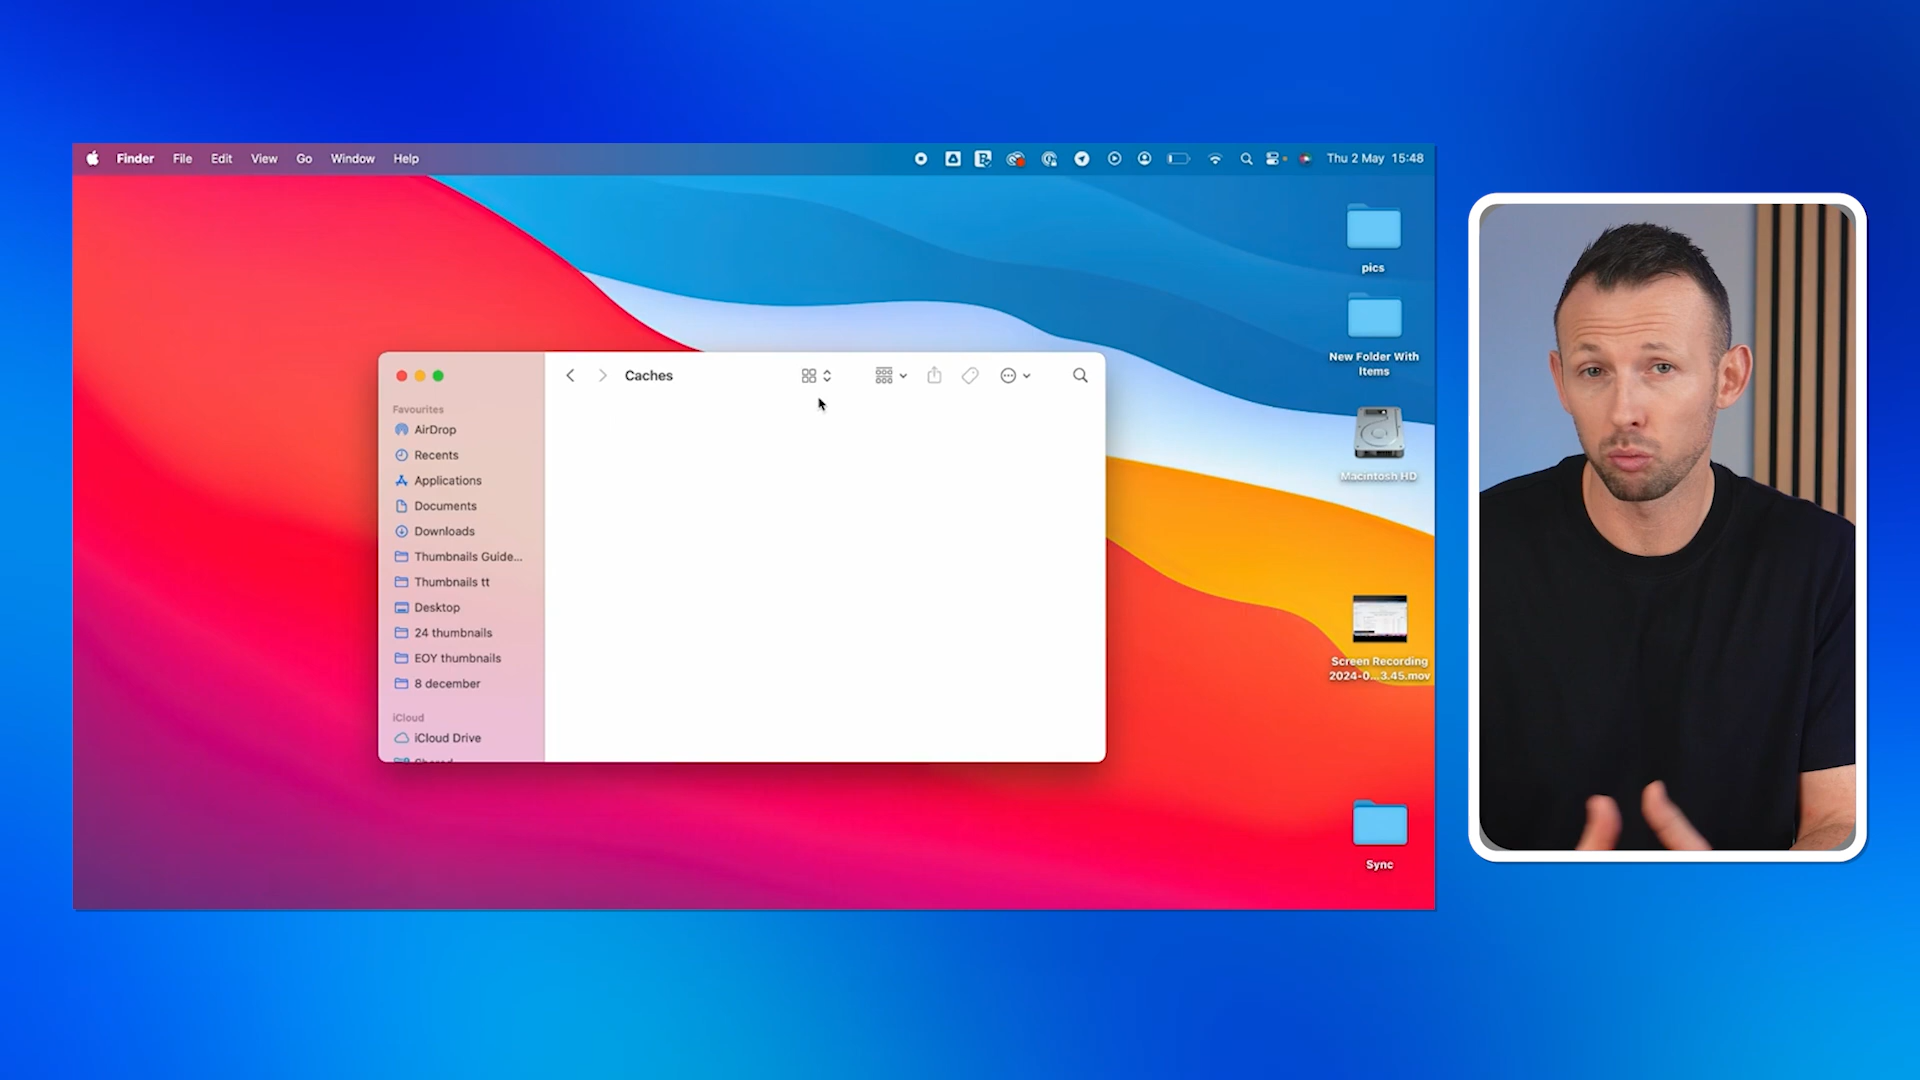 Finder File Edit View Go Window Help
Thu 2 May 15:48
pics
New Folder With
Items
Macintosh HD
Screen Recording
2024-0...3.45.mov
Sync
Caches
Favourites
AirDrop
Recents
Applications
Documents
Downloads
Thumbnails Guide...
Thumbnails tt
Desktop
24 thumbnails
EOY thumbnails
8 december
iCloud
iCloud Drive